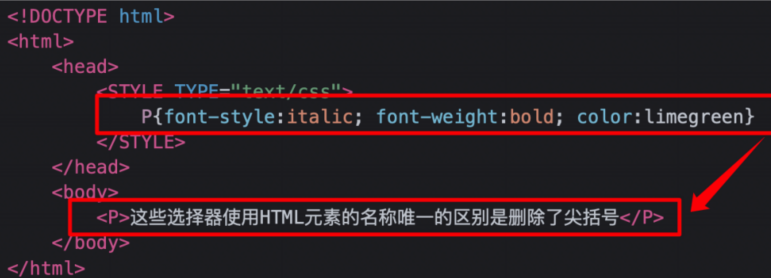 <!DOCTYPE html>
<html>
<head>
<STYLE TYPE="text/css">
P{font-style:italic; font-weight:bold; color:limegreen}
</STYLE>
</head>
<body>
<P>这些选择器使用HTML元素的名称唯一的区别是删除了尖括号</P>
</body>
</html>